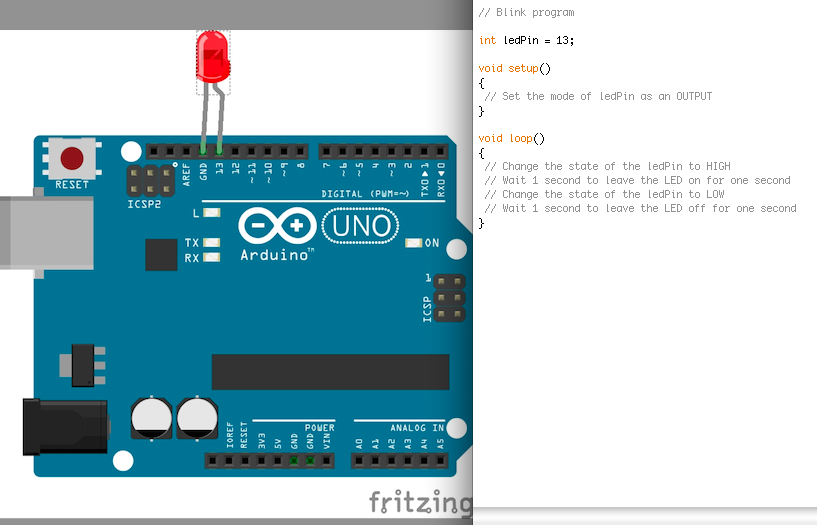 // Blink program
int ledPin = 13;
void setup()
{
// Set the mode of ledPin as an OUTPUT
}
void loop()
{
// Change the state of the ledPin to HIGH
// Wait 1 second to leave the LED on for one second
// Change the state of the ledPin to LOW
// Wait 1 second to leave the LED off for one second
}
RESET
ICSP2
AREF
GND
13
12
~11
~10
~9
8
7
~6
~5
4
~3
2
TX0▶1
RX0◀0
DIGITAL (PWM=~)
L
TX
RX
UNO
Arduino™
ON
1
ICSP
POWER
ANALOG IN
IOREF
RESET
3V3
5V
GND
GND
VIN
A0
A1
A2
A3
A4
A5
fritzing